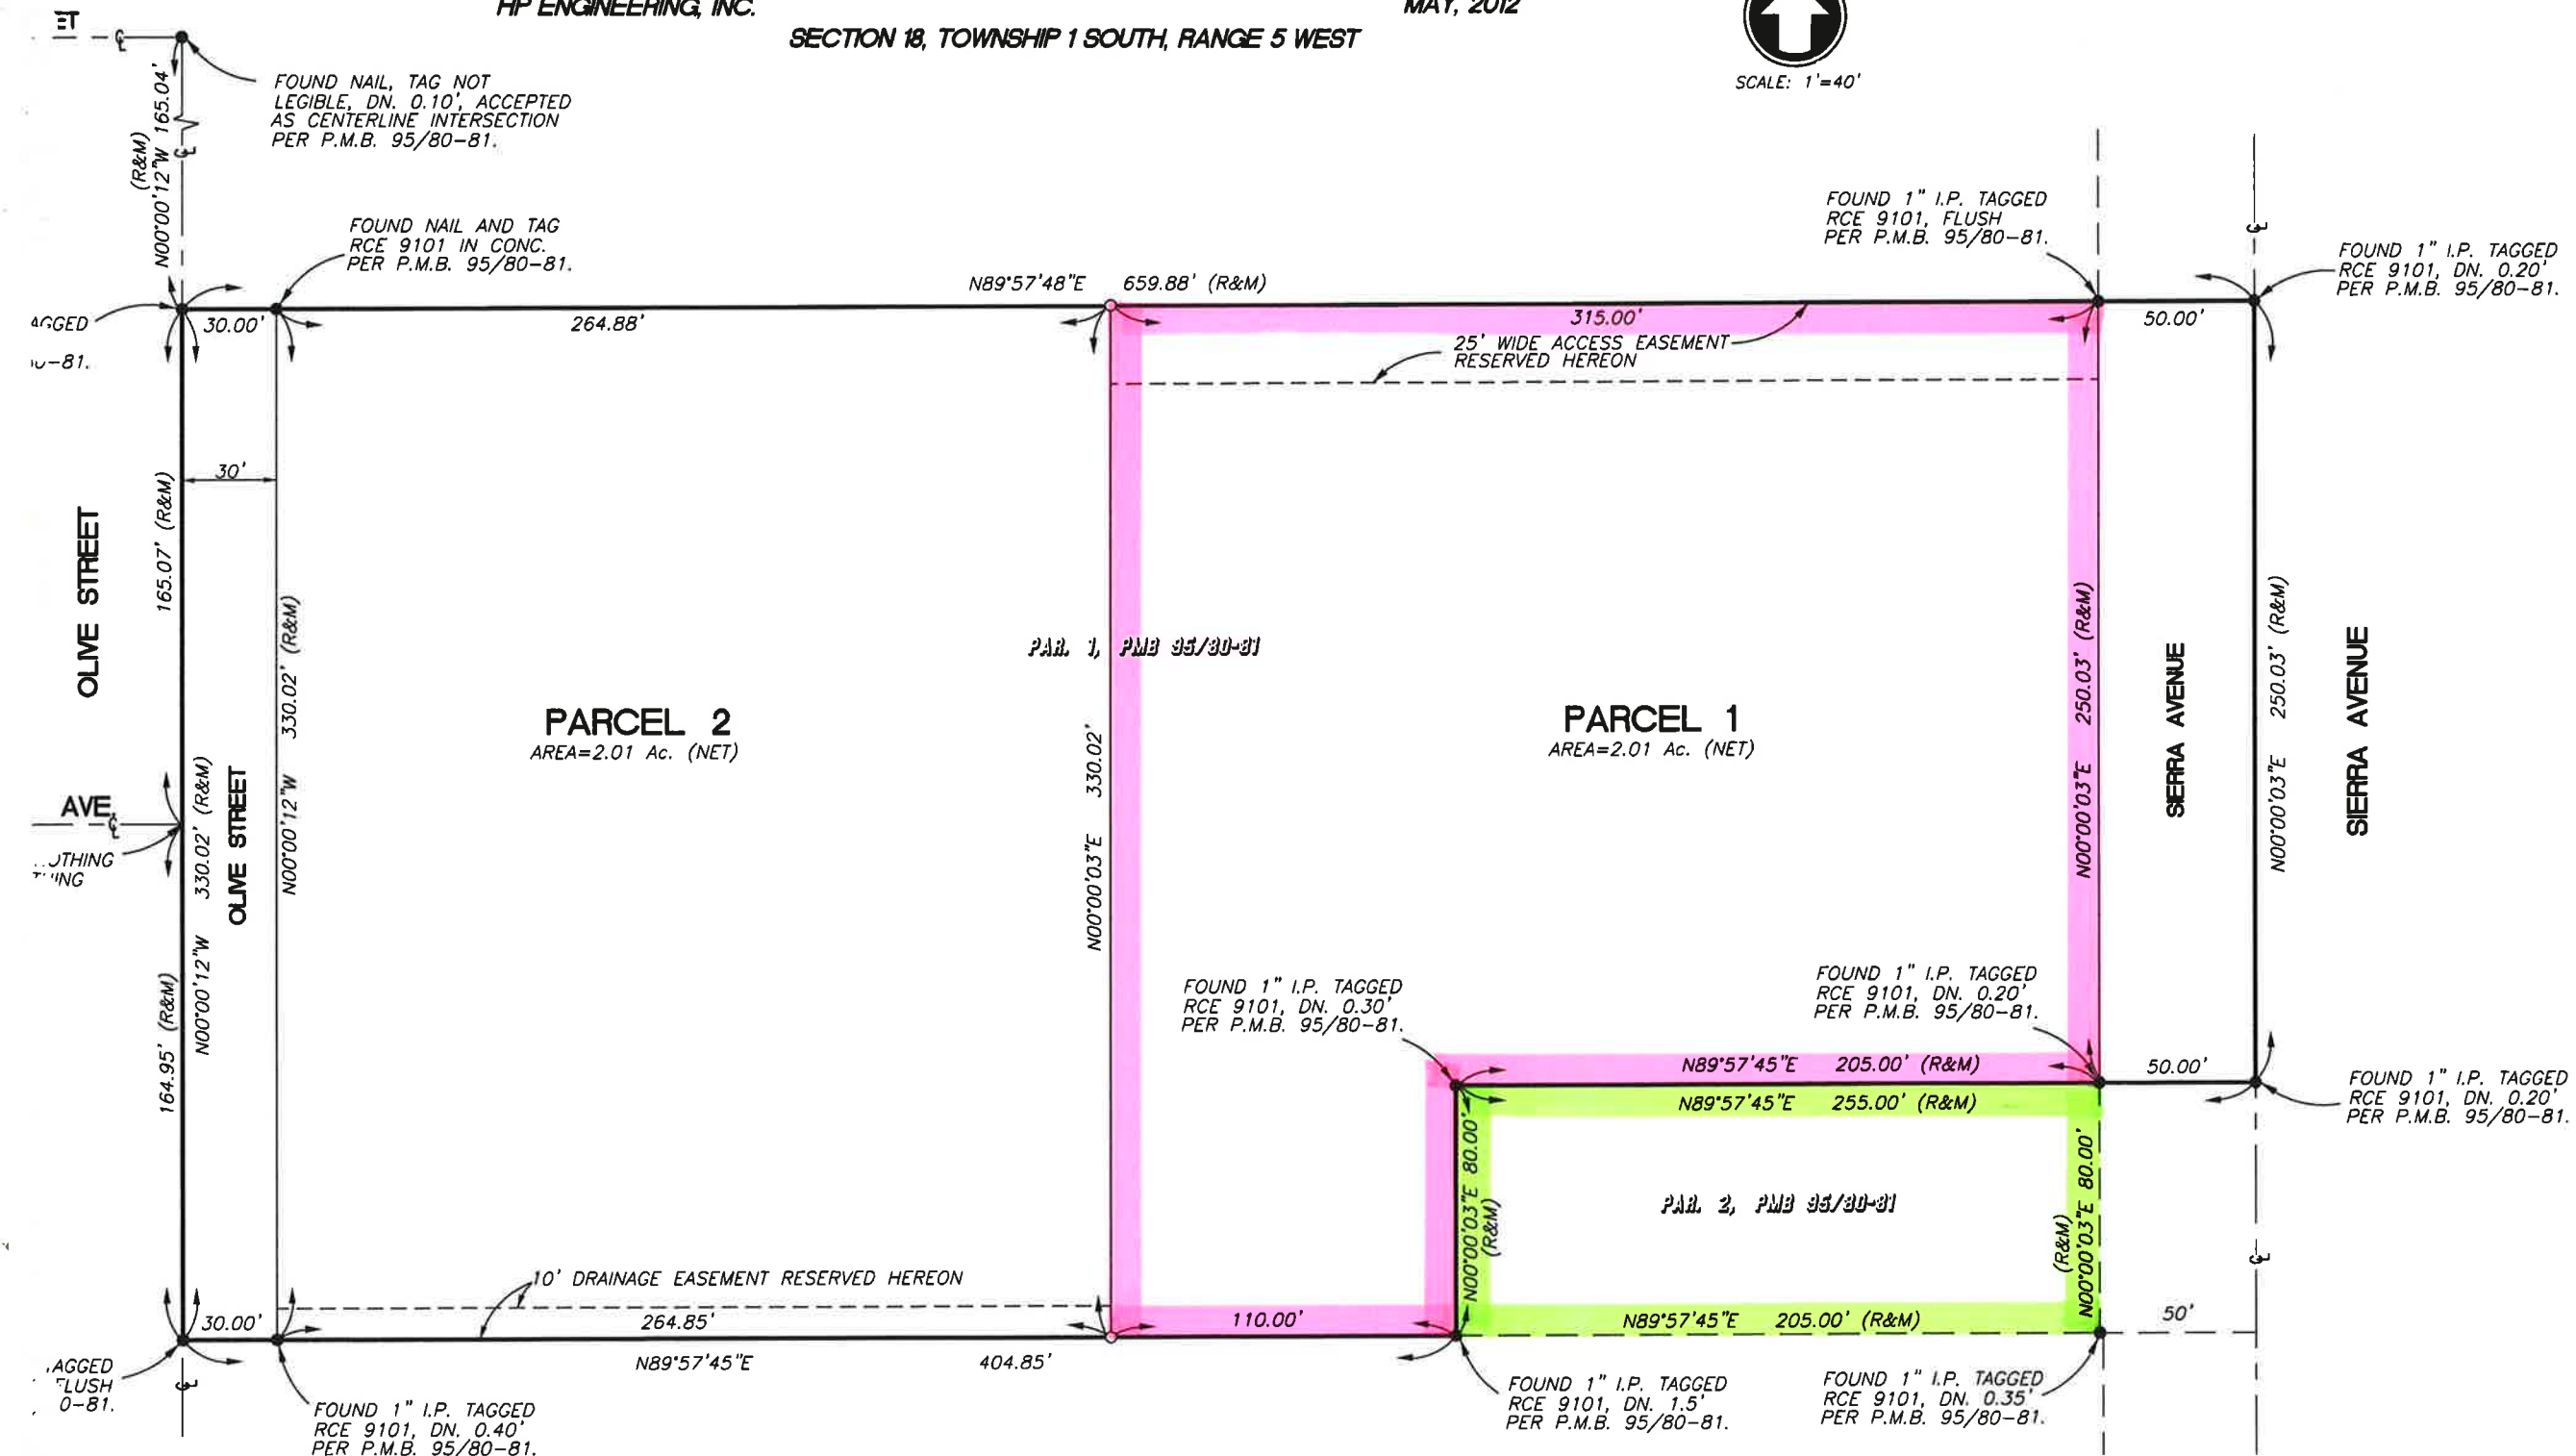 HP ENGINEERING, INC.
MAY, 2012
SECTION 18, TOWNSHIP 1 SOUTH, RANGE 5 WEST
SCALE: 1'=40'
FOUND NAIL, TAG NOT
LEGIBLE, DN. 0.10', ACCEPTED
AS CENTERLINE INTERSECTION
PER P.M.B. 95/80-81.
N00°00'12"W 165.04'
(R&M)
FOUND NAIL AND TAG
RCE 9101 IN CONC.
PER P.M.B. 95/80-81.
FOUND 1" I.P. TAGGED
RCE 9101, FLUSH
PER P.M.B. 95/80-81.
FOUND 1" I.P. TAGGED
RCE 9101, DN. 0.20'
PER P.M.B. 95/80-81.
N89°57'48"E 659.88' (R&M)
30.00'
264.88'
315.00'
50.00'
25' WIDE ACCESS EASEMENT
RESERVED HEREON
30'
OLIVE STREET
165.07' (R&M)
N00°00'12"W 330.02' (R&M)
PAR. 1, PMB 95/80-81
PARCEL 2
AREA=2.01 Ac. (NET)
N00°00'03"E 330.02'
PARCEL 1
AREA=2.01 Ac. (NET)
N00°00'03"E 250.03' (R&M)
SIERRA AVENUE
N00°00'03"E 250.03' (R&M)
SIERRA AVENUE
AVE.
N00°00'12"W 330.02' (R&M)
OLIVE STREET
164.95' (R&M)
FOUND 1" I.P. TAGGED
RCE 9101, DN. 0.30'
PER P.M.B. 95/80-81.
FOUND 1" I.P. TAGGED
RCE 9101, DN. 0.20'
PER P.M.B. 95/80-81.
N89°57'45"E 205.00' (R&M)
50.00'
N89°57'45"E 255.00' (R&M)
FOUND 1" I.P. TAGGED
RCE 9101, DN. 0.20'
PER P.M.B. 95/80-81.
N00°00'03"E 80.00'
(R&M)
PAR. 2, PMB 95/80-81
(R&M)
N00°00'03"E 80.00'
10' DRAINAGE EASEMENT RESERVED HEREON
30.00'
264.85'
110.00'
N89°57'45"E 205.00' (R&M)
50'
N89°57'45"E 404.85'
FLUSH
FOUND 1" I.P. TAGGED
RCE 9101, DN. 0.40'
PER P.M.B. 95/80-81.
FOUND 1" I.P. TAGGED
RCE 9101, DN. 1.5'
PER P.M.B. 95/80-81.
FOUND 1" I.P. TAGGED
RCE 9101, DN. 0.35'
PER P.M.B. 95/80-81.